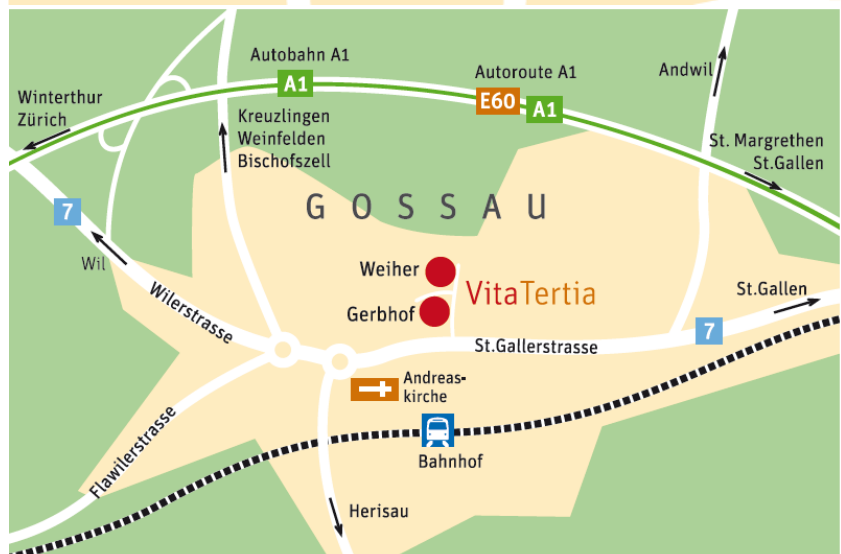 Autobahn A1
A1
Autoroute A1
E60
A1
Andwil
Winterthur
Zürich
Kreuzlingen
Weinfelden
Bischofszell
St. Margrethen
St.Gallen
GOSSAU
7
Wil
Weiher
Gerbhof
VitaTertia
St.Gallen
Wilerstrasse
St.Gallerstrasse
7
Andreas-
kirche
Flawilerstrasse
Bahnhof
Herisau